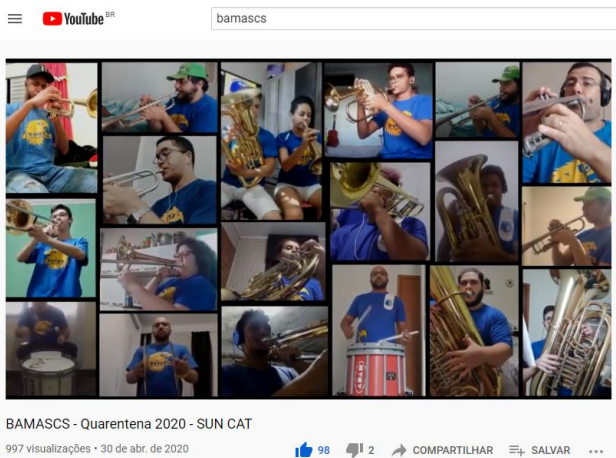 YouTube BR
bamascs
BAMASCS - Quarentena 2020 - SUN CAT
997 visualizações • 30 de abr. de 2020
98
2
COMPARTILHAR
SALVAR